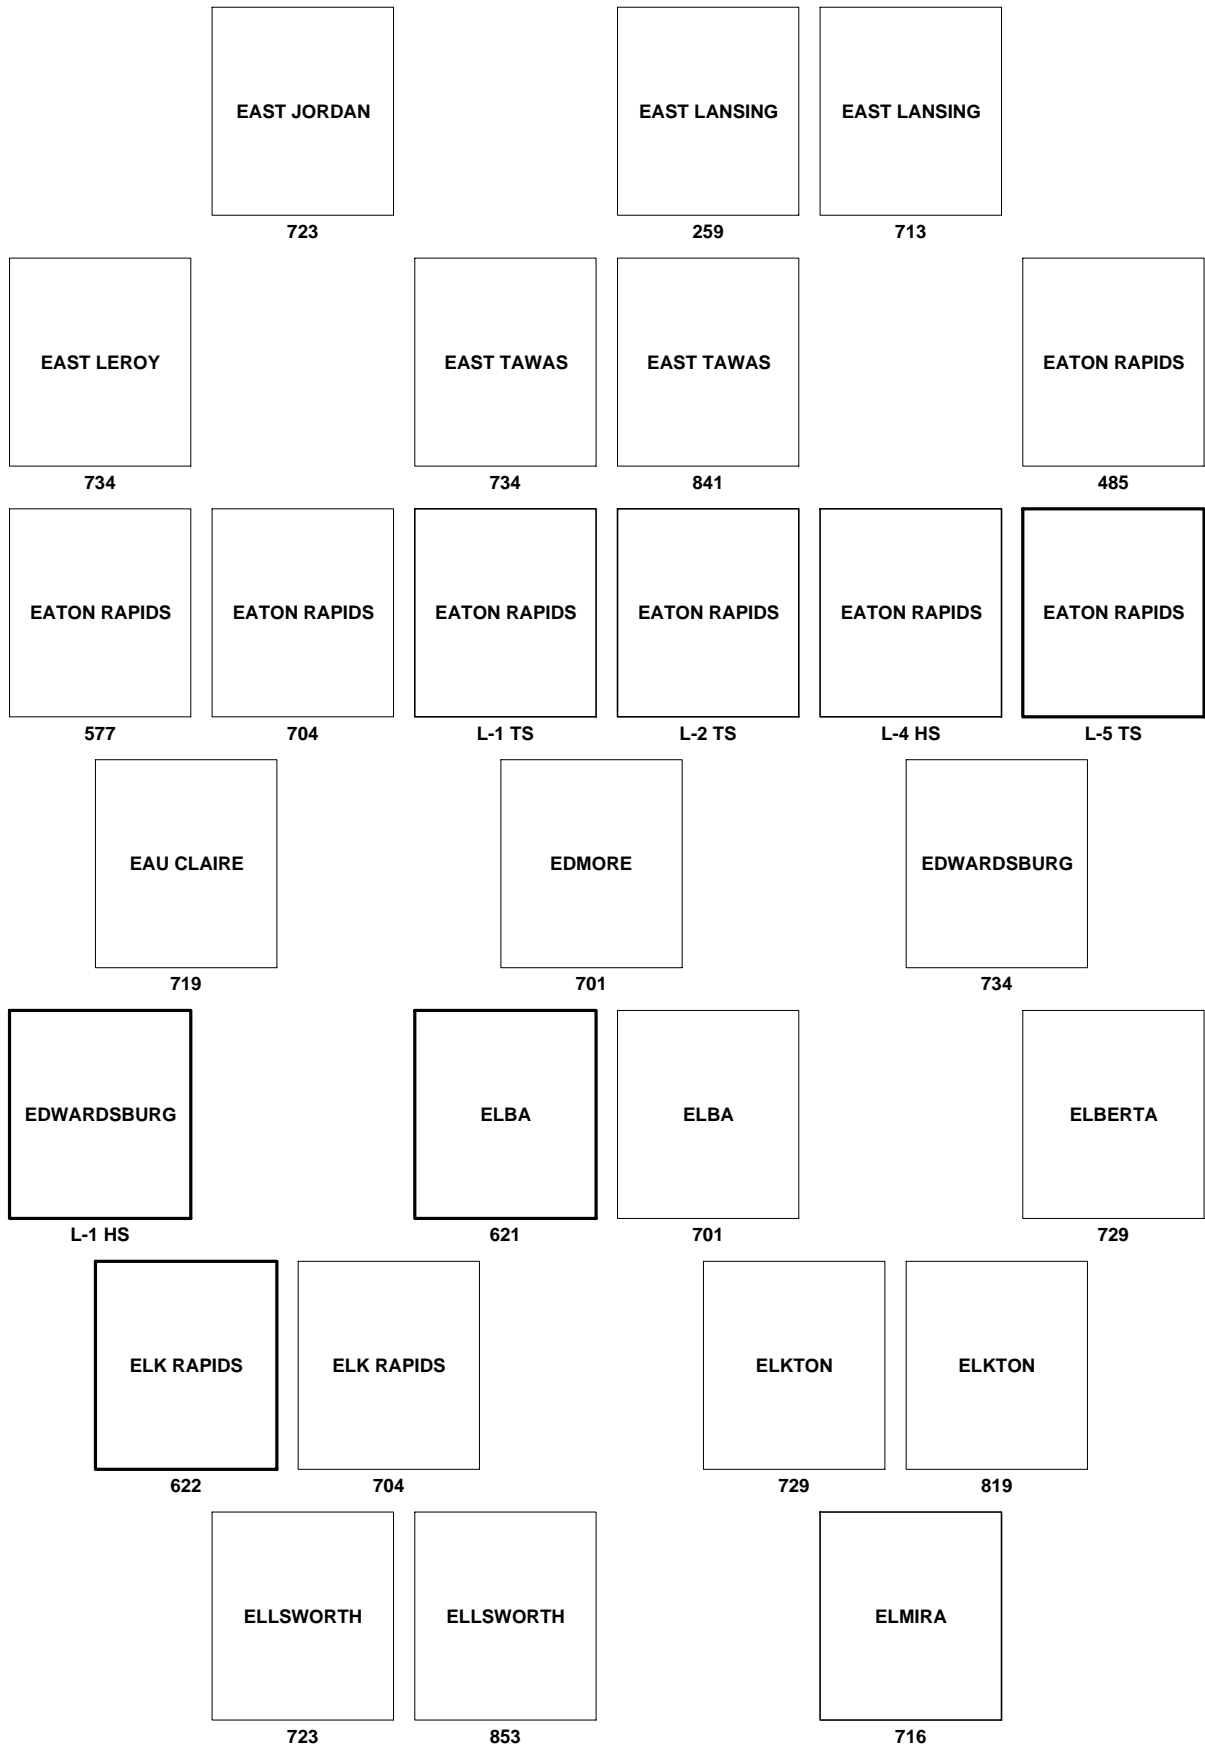 EAST JORDAN EAST LANSING EAST LANSING
723 259 713
EAST LEROY EAST TAWAS EAST TAWAS EATON RAPIDS
734 734 841 485
EATON RAPIDS EATON RAPIDS EATON RAPIDS EATON RAPIDS EATON RAPIDS EATON RAPIDS
577 704 L-1 TS L-2 TS L-4 HS L-5 TS
EAU CLAIRE EDMORE EDWARDSBURG
719 701 734
EDWARDSBURG ELBA ELBA ELBERTA
L-1 HS 621 701 729
ELK RAPIDS ELK RAPIDS ELKTON ELKTON
622 704 729 819
ELLSWORTH ELLSWORTH ELMIRA
723 853 716